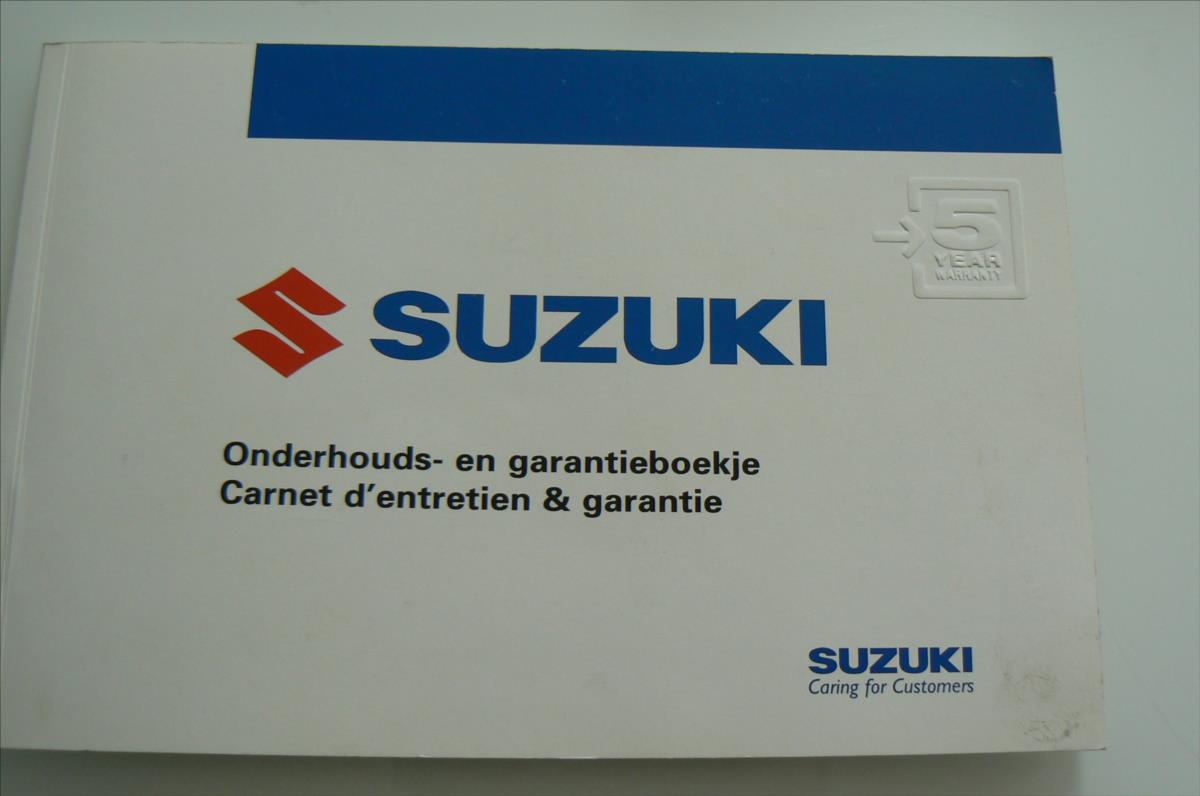 5
YEAR
WARRANTY
SUZUKI
Onderhouds- en garantieboekje
Carnet d'entretien & garantie
SUZUKI
Caring for Customers